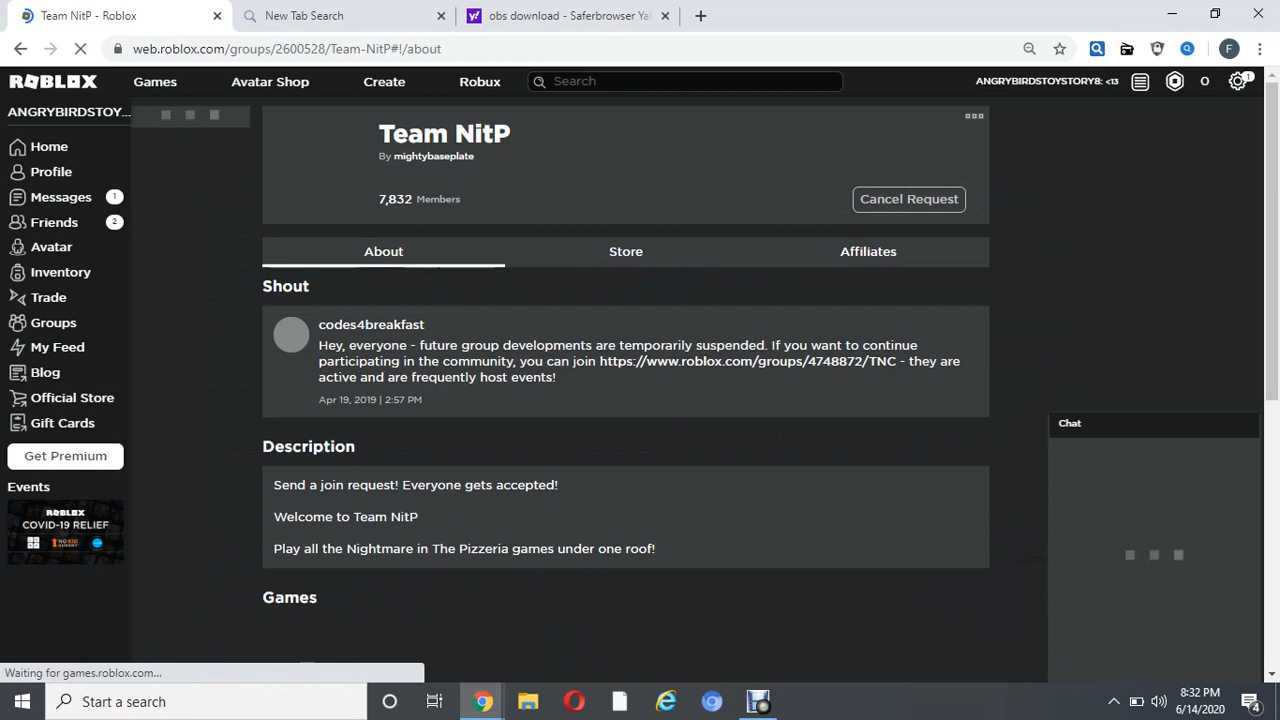 Team NitP - Roblox
New Tab Search
obs download - Saferbrowser Ya
web.roblox.com/groups/2600528/Team-NitP#!/about
F
ROBLOX
Games
Avatar Shop
Create
Robux
Search
ANGRYBIRDSTOYSTORY8: <13
0
1
ANGRYBIRDSTOY...
Home
Profile
Messages
1
Friends
2
Avatar
Inventory
Trade
Groups
My Feed
Blog
Official Store
Gift Cards
Get Premium
Events
ROBLOX
COVID-19 RELIEF
Team NitP
By mightybaseplate
7,832 Members
Cancel Request
About
Store
Affiliates
Shout
codes4breakfast
Hey, everyone - future group developments are temporarily suspended. If you want to continue
participating in the community, you can join https://www.roblox.com/groups/4748872/TNC - they are
active and are frequently host events!
Apr 19, 2019 | 2:57 PM
Description
Send a join request! Everyone gets accepted!
Welcome to Team NitP
Play all the Nightmare in The Pizzeria games under one roof!
Games
Chat
Waiting for games.roblox.com...
Start a search
8:32 PM
6/14/2020
4